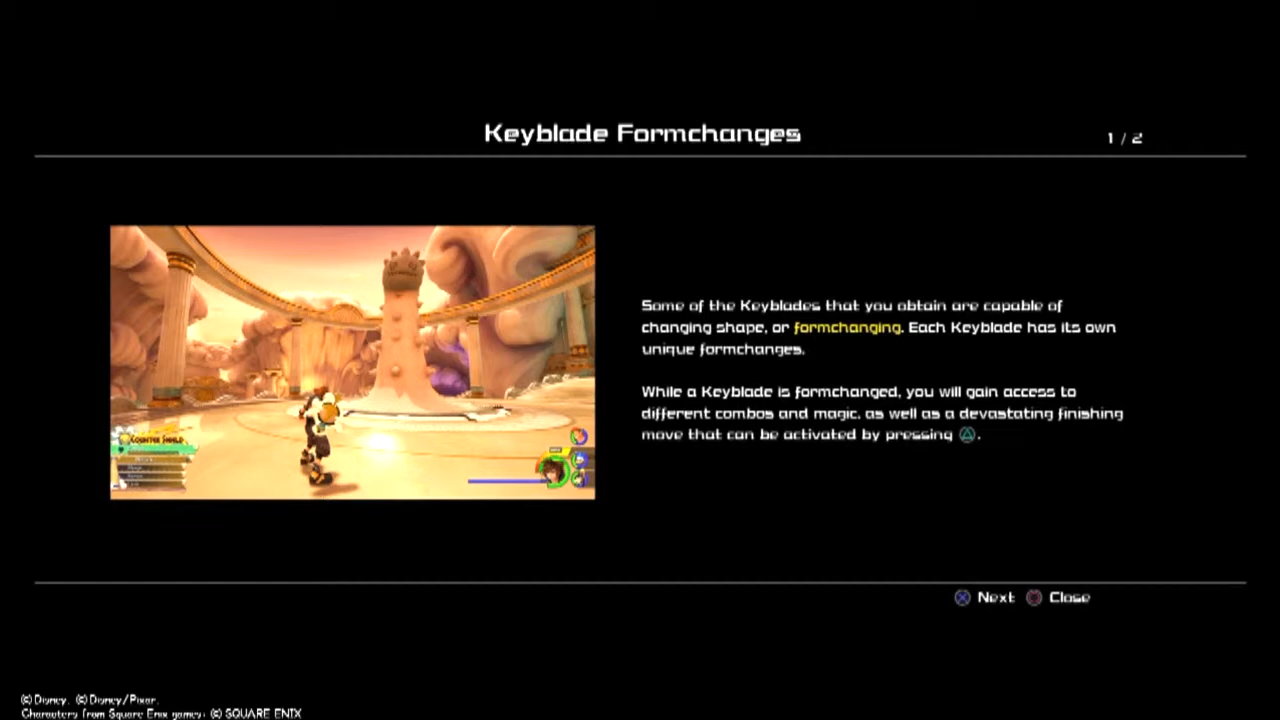 Keyblade Formchanges
1 / 2
Some of the Keyblades that you obtain are capable of
changing shape, or formchanging. Each Keyblade has its own
unique formchanges.
While a Keyblade is formchanged, you will gain access to
different combos and magic, as well as a devastating finishing
move that can be activated by pressing .
Counter Shield
Next Close
(c) Disney. (c) Disney/Pixar.
Characters from Square Enix games: (c) SQUARE ENIX